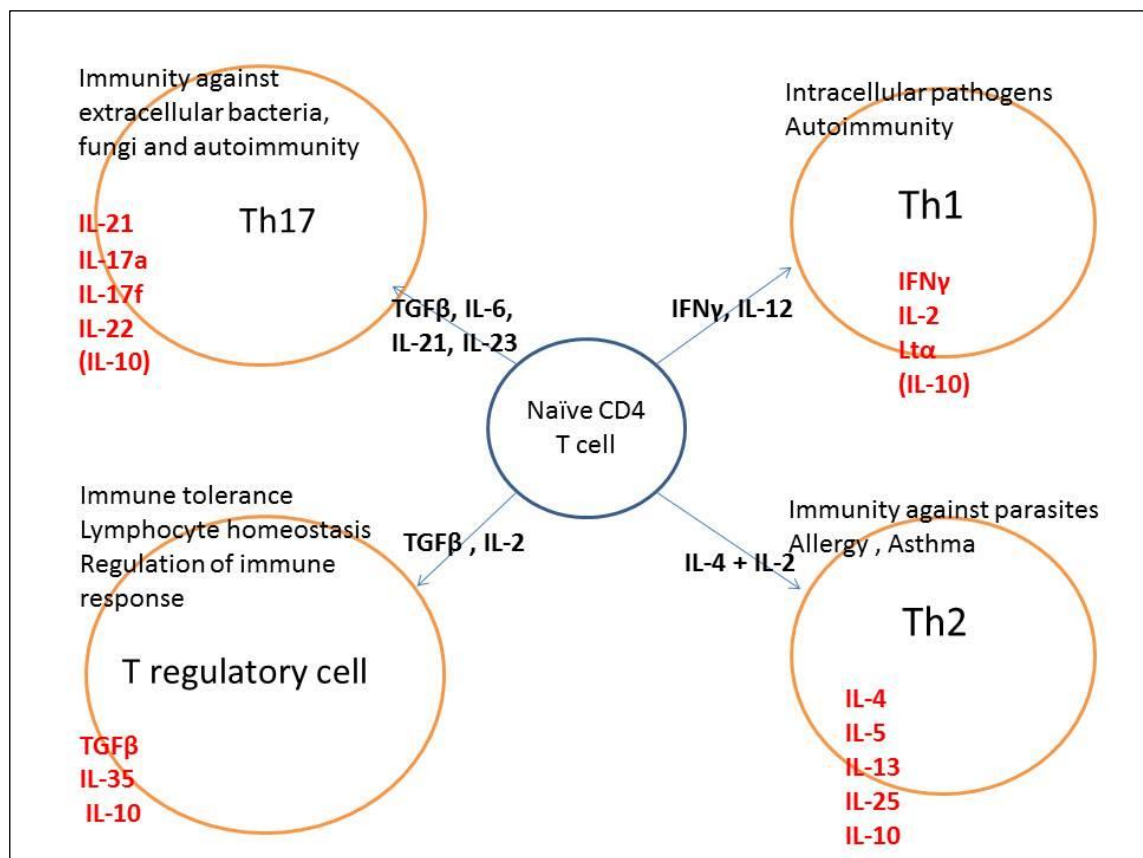 Immunity against
extracellular bacteria,
fungi and autoimmunity
Th17
IL-21
IL-17a
IL-17f
IL-22
(IL-10)
TGFβ, IL-6,
IL-21, IL-23
Intracellular pathogens
Autoimmunity
Th1
IFNγ
IL-2
Ltα
(IL-10)
IFNγ, IL-12
Naïve CD4
T cell
Immune tolerance
Lymphocyte homeostasis
Regulation of immune
response
T regulatory cell
TGFβ
IL-35
IL-10
TGFβ , IL-2
Immunity against parasites
Allergy , Asthma
Th2
IL-4
IL-5
IL-13
IL-25
IL-10
IL-4 + IL-2